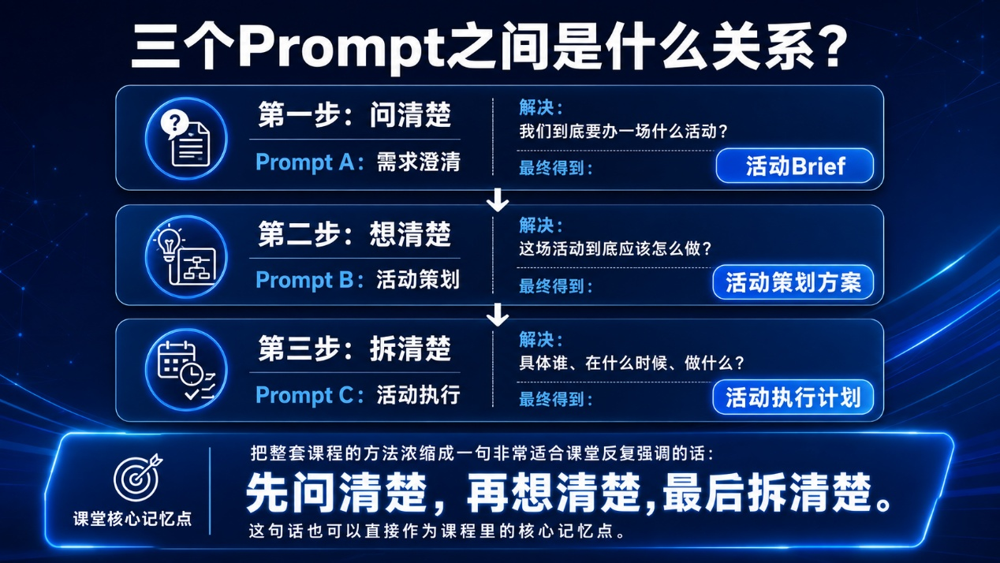 三个Prompt之间是什么关系?
?
第一步：问清楚
Prompt A：需求澄清
解决：
我们到底要办一场什么活动?
最终得到：
活动Brief
第二步：想清楚
Prompt B：活动策划
解决：
这场活动到底应该怎么做?
最终得到：
活动策划方案
第三步：拆清楚
Prompt C：活动执行
解决：
具体谁、在什么时候、做什么?
最终得到：
活动执行计划
课堂核心记忆点
把整套课程的方法浓缩成一句非常适合课堂反复强调的话：
先问清楚，再想清楚,最后拆清楚。
这句话也可以直接作为课程里的核心记忆点。